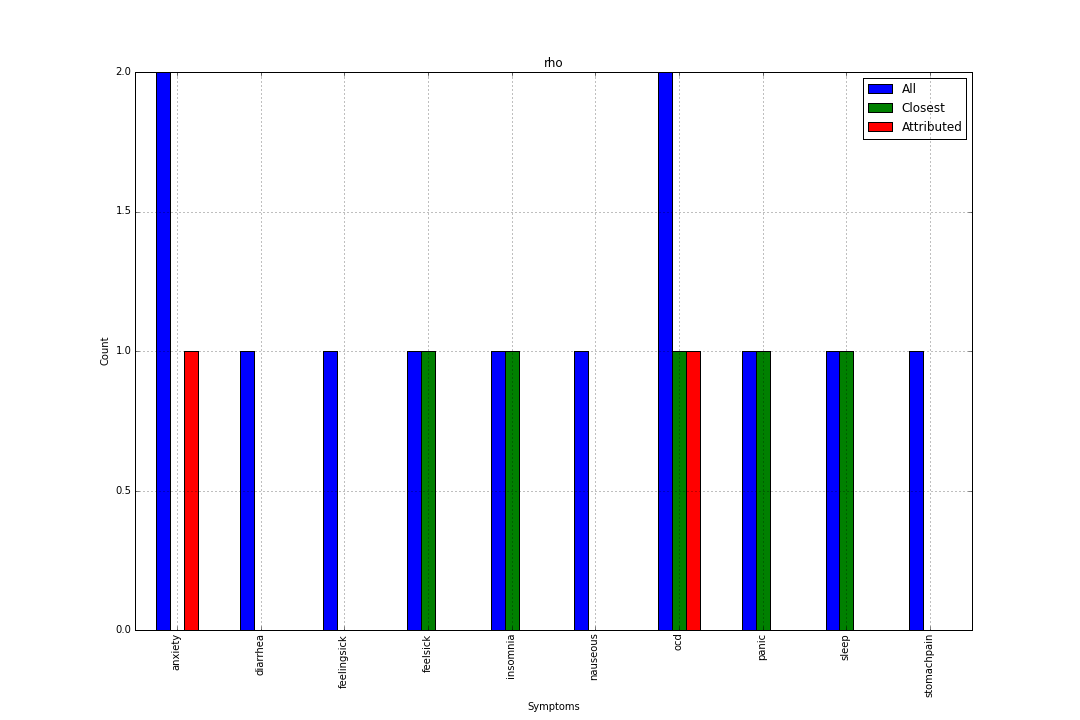 rho
2.0
1.5
1.0
0.5
0.0
Count
All
Closest
Attributed
anxiety
diarrhea
feelingsick
feelsick
insomnia
nauseous
ocd
panic
sleep
stomachpain
Symptoms